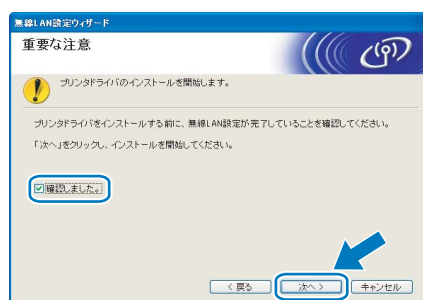 無線LAN設定ウィザード
重要な注意
プリンタドライバのインストールを開始します。
プリンタドライバをインストールする前に、無線LAN設定が完了していることを確認してください。
「次へ」をクリックし、インストールを開始してください。
確認しました。
< 戻る
次へ >
キャンセル